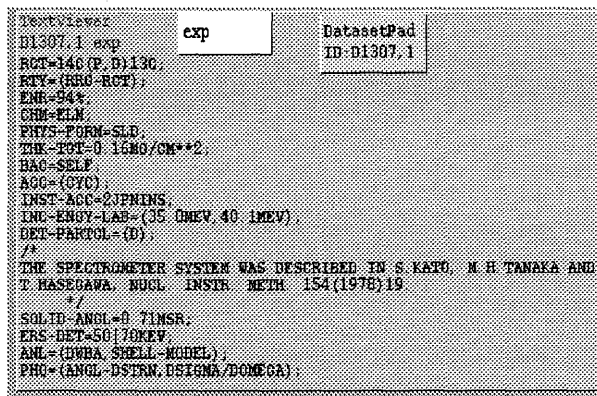 Textviewer
D1307,1 exp
exp
DatasetPad
ID:D1307,1
RCT=14C(P,D)13C;
RTY=(RRG-RCT);
ENR=94%;
CHM=ELM;
PHYS-FORM=SLD;
THK-TGT=0.16MG/CM**2;
BAC=SELF;
ACC=(CYC);
INST-ACC=2JPNINS;
INC-ENGY-LAB=(35.0MEV,40.1MEV);
DET-PARTCL=(D);
/*
THE SPECTROMETER SYSTEM WAS DESCRIBED IN S.KATO, M.H.TANAKA AND
T.HASEGAWA, NUCL. INSTR. METH. 154(1978)19.
*/
SOLID-ANGL=0.71MSR;
ERS-DET=50[70KEV;
ANL=(DWBA,SHELL-MODEL);
PHQ=(ANGL-DSTRN,DSIGMA/DOMEGA);